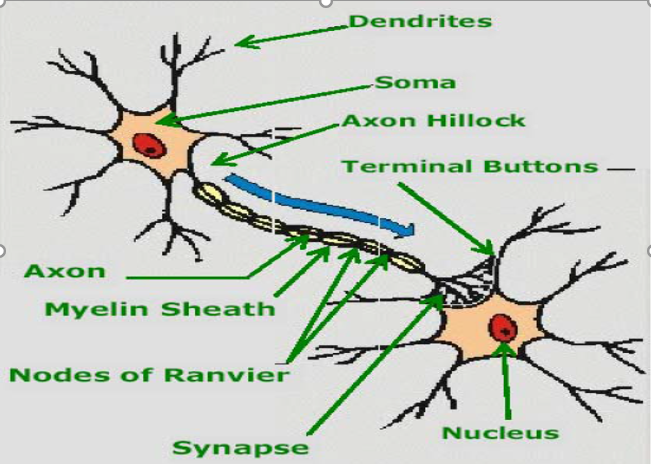 Dendrites
Soma
Axon Hillock
Terminal Buttons
Axon
Myelin Sheath
Nodes of Ranvier
Nucleus
Synapse